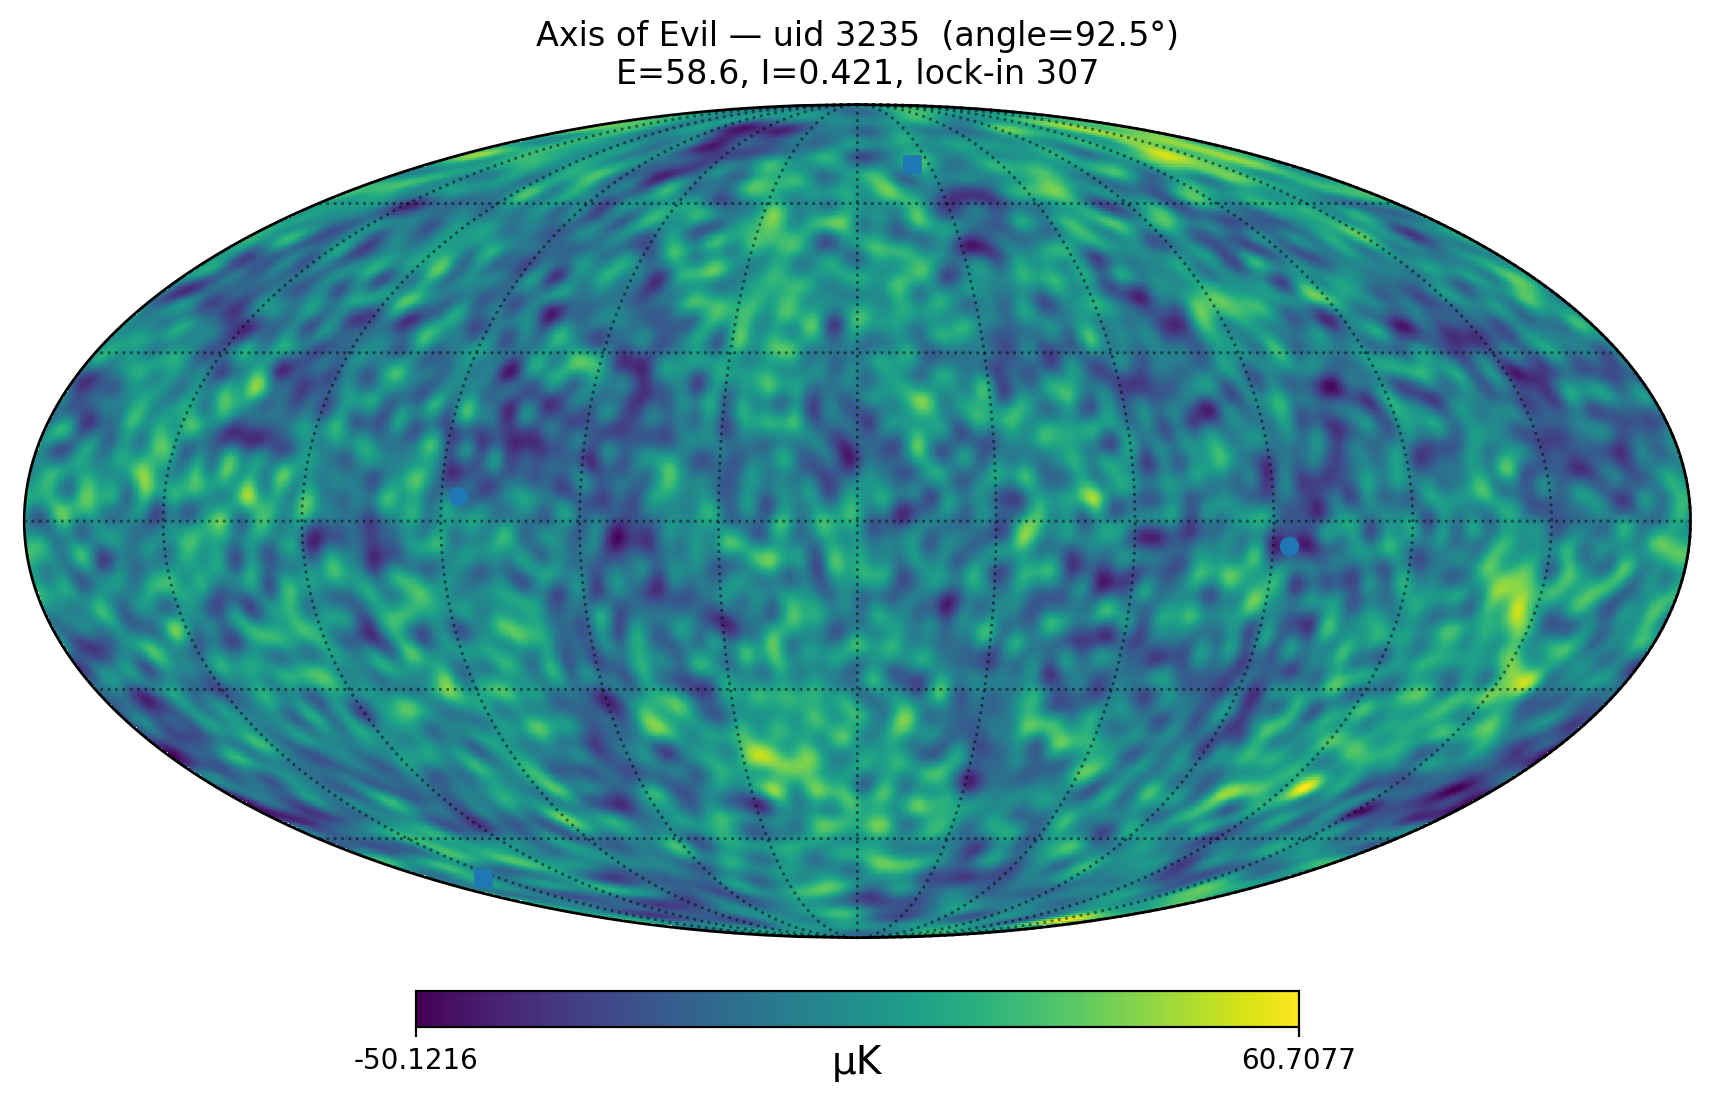 Axis of Evil — uid 3235  (angle=92.5°)
E=58.6, I=0.421, lock-in 307
-50.1216
μK
60.7077